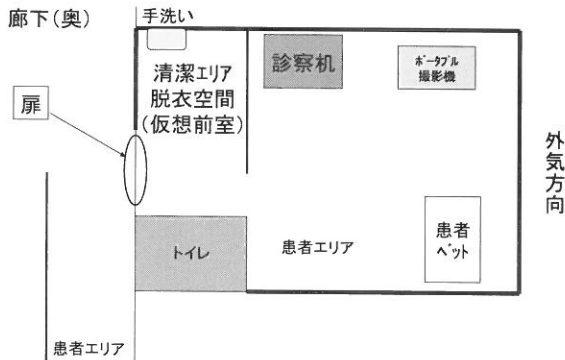 廊下(奥)
手洗い
清潔エリア
脱衣空間
(仮想前室)
診察机
ポータブル
撮影機
扉
外気方向
トイレ
患者エリア
患者
ベット
患者エリア